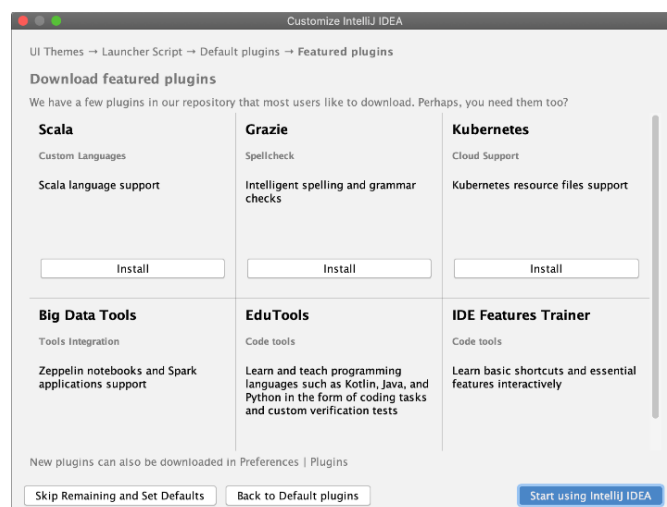 Customize IntelliJ IDEA
UI Themes → Launcher Script → Default plugins → Featured plugins
Download featured plugins
We have a few plugins in our repository that most users like to download. Perhaps, you need them too?
Scala
Custom Languages
Scala language support
Install
Grazie
Spellcheck
Intelligent spelling and grammar
checks
Install
Kubernetes
Cloud Support
Kubernetes resource files support
Install
Big Data Tools
Tools Integration
Zeppelin notebooks and Spark
applications support
EduTools
Code tools
Learn and teach programming
languages such as Kotlin, Java, and
Python in the form of coding tasks
and custom verification tests
IDE Features Trainer
Code tools
Learn basic shortcuts and essential
features interactively
New plugins can also be downloaded in Preferences | Plugins
Skip Remaining and Set Defaults
Back to Default plugins
Start using IntelliJ IDEA